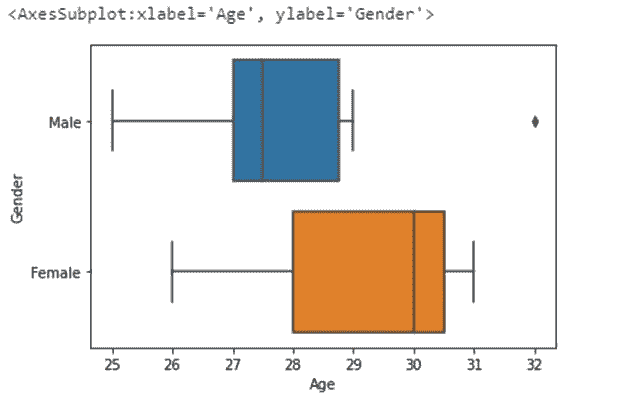 <AxesSubplot:xlabel='Age', ylabel='Gender'>
Male
Gender
Female
25 26 27 28 29 30 31 32
Age